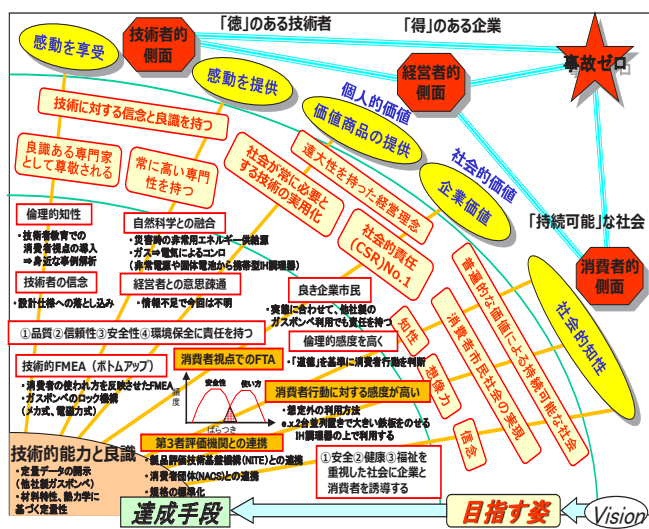 「徳」のある技術者
「得」のある企業
感動を享受
技術者的
側面
感動を提供
経営者的
側面
事故ゼロ
個人的価値
価値商品の提供
社会的価値
企業価値
「持続可能」な社会
消費者的
側面
社会的知性
技術に対する信念と良識を持つ
良識ある専門家
として尊敬される
常に高い専門
性を持つ
社会が常に必要と
する技術の実用化
遠大性を持った経営理念
社会的責任
(CSR)No.1
普遍的な価値による持続可能な社会
消費者市民社会の実現
知性
想像力
信念
倫理的知性
・技術者教育での
消費者視点の導入
⇒身近な事例解析
技術者の信念
・設計仕様への落し込み
自然科学との融合
・災害時の非常用エネルギー供給源
・ガス⇒電気によるコンロ
(非常電源や固体電池から携帯型IH調理器)
経営者との意思疎通
・情報不足で今回は不明
良き企業市民
・実態に合わせて、他社製の
ガスボンベ利用でも責任を持つ
①品質②信頼性③安全性④環境保全に責任を持つ
倫理的感度を高く
・「道徳」を基準に消費者行動を判断
技術的FMEA（ボトムアップ）
・消費者の使われ方を反映させたFMEA
・ガスボンベのロック機構
(メカ式、電磁力式)
消費者視点でのFTA
安全性
使い方
頻度
ばらつき
消費者行動に対する感度が高い
・想定外の利用方法
e.x.2台並列置きで大きい鉄板をのせる
IH調理器の上で利用する
技術的能力と良識
・定量データの開示
(他社製ガスボンベ)
・材料特性、熱力学に
基づく定量性
第3者評価機関との連携
・製品評価技術基盤機構(NITE)との連携
・消費者団体(NACS)との連携
・規格の標準化
①安全②健康③福祉を
重視した社会に企業と
消費者を誘導する
達成手段
目指す姿
Vision